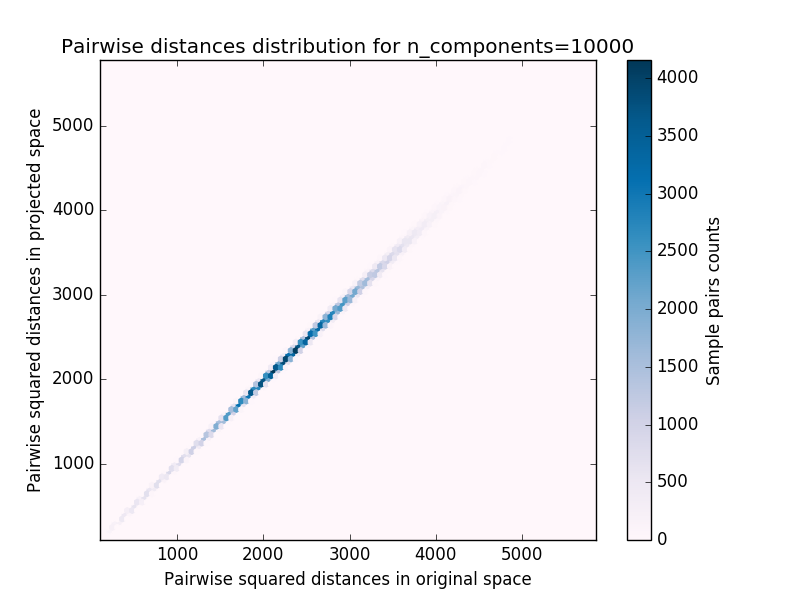 Pairwise distances distribution for n_components=10000
Pairwise squared distances in projected space
5000
4000
3000
2000
1000
1000 2000 3000 4000 5000
Pairwise squared distances in original space
4000
3500
3000
2500
2000
1500
1000
500
0
Sample pairs counts